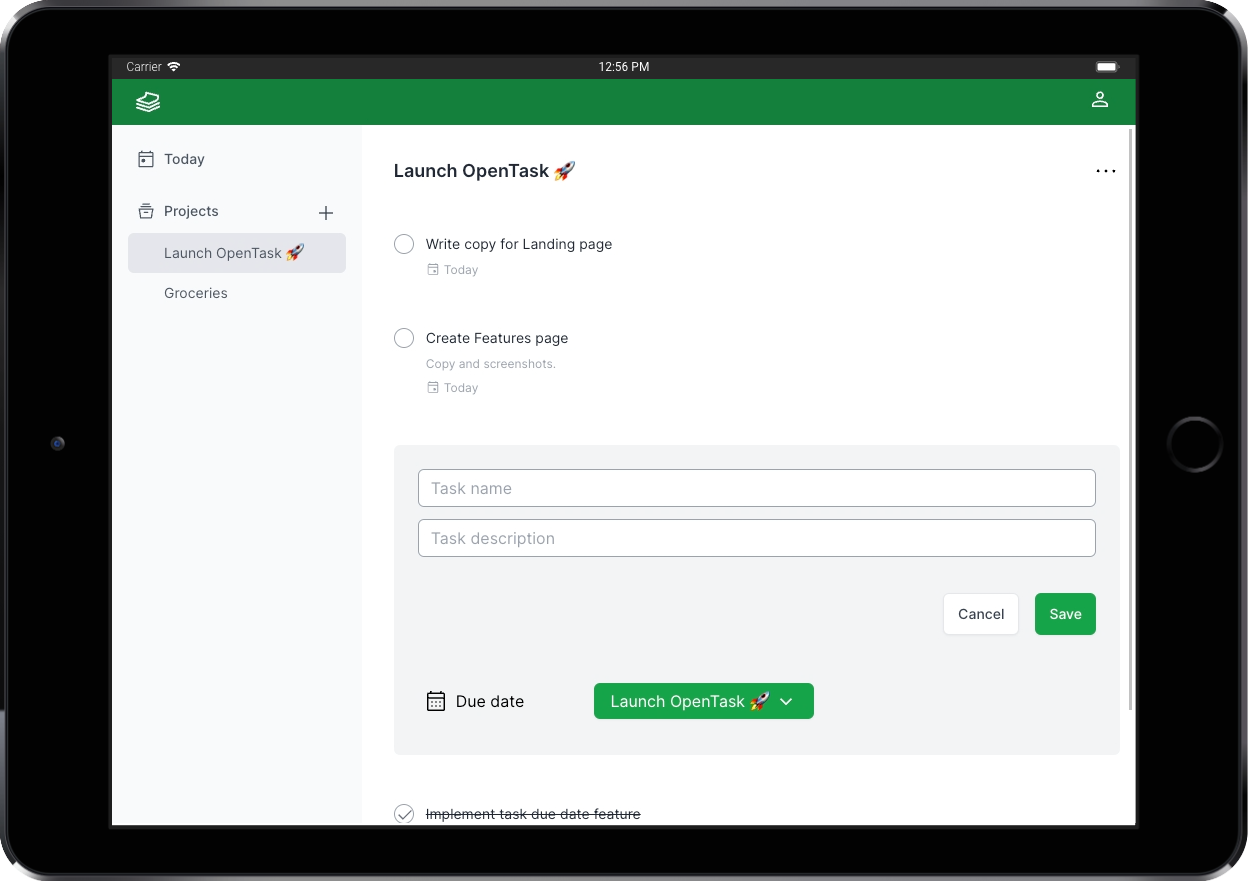 Carrier
12:56 PM
Today
Projects
Launch OpenTask 🚀
Groceries
Launch OpenTask 🚀
Write copy for Landing page
Today
Create Features page
Copy and screenshots.
Today
Task name
Task description
Cancel
Save
Due date
Launch OpenTask 🚀
Implement task due date feature